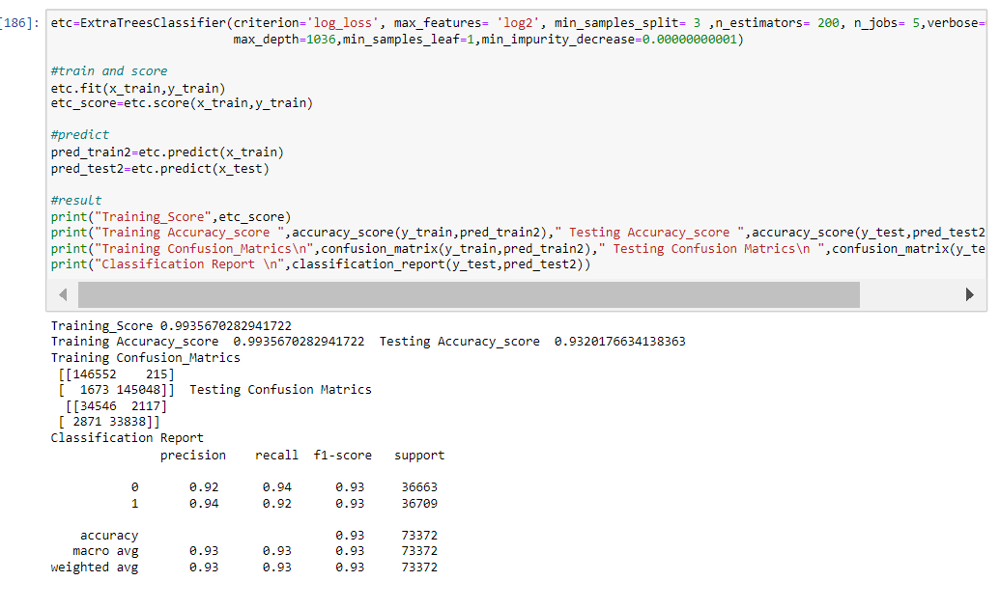 [186]: etc=ExtraTreesClassifier(criterion='log_loss', max_features= 'log2', min_samples_split= 3 ,n_estimators= 200, n_jobs= 5,verbose=
max_depth=1036,min_samples_leaf=1,min_impurity_decrease=0.00000000001)
#train and score
etc.fit(x_train,y_train)
etc_score=etc.score(x_train,y_train)
#predict
pred_train2=etc.predict(x_train)
pred_test2=etc.predict(x_test)
#result
print("Training_Score",etc_score)
print("Training Accuracy_score ",accuracy_score(y_train,pred_train2)," Testing Accuracy_score ",accuracy_score(y_test,pred_test2
print("Training Confusion_Matrics\n",confusion_matrix(y_train,pred_train2)," Testing Confusion Matrics\n ",confusion_matrix(y_te
print("Classification Report \n",classification_report(y_test,pred_test2))
Training_Score 0.9935670282941722
Training Accuracy_score  0.9935670282941722  Testing Accuracy_score  0.9320176634138363
Training Confusion_Matrics
[[146552    215]
[  1673 145048]]  Testing Confusion Matrics
[[34546  2117]
[ 2871 33838]]
Classification Report
precision    recall  f1-score   support
0       0.92      0.94      0.93     36663
1       0.94      0.92      0.93     36709
accuracy                           0.93     73372
macro avg       0.93      0.93      0.93     73372
weighted avg       0.93      0.93      0.93     73372